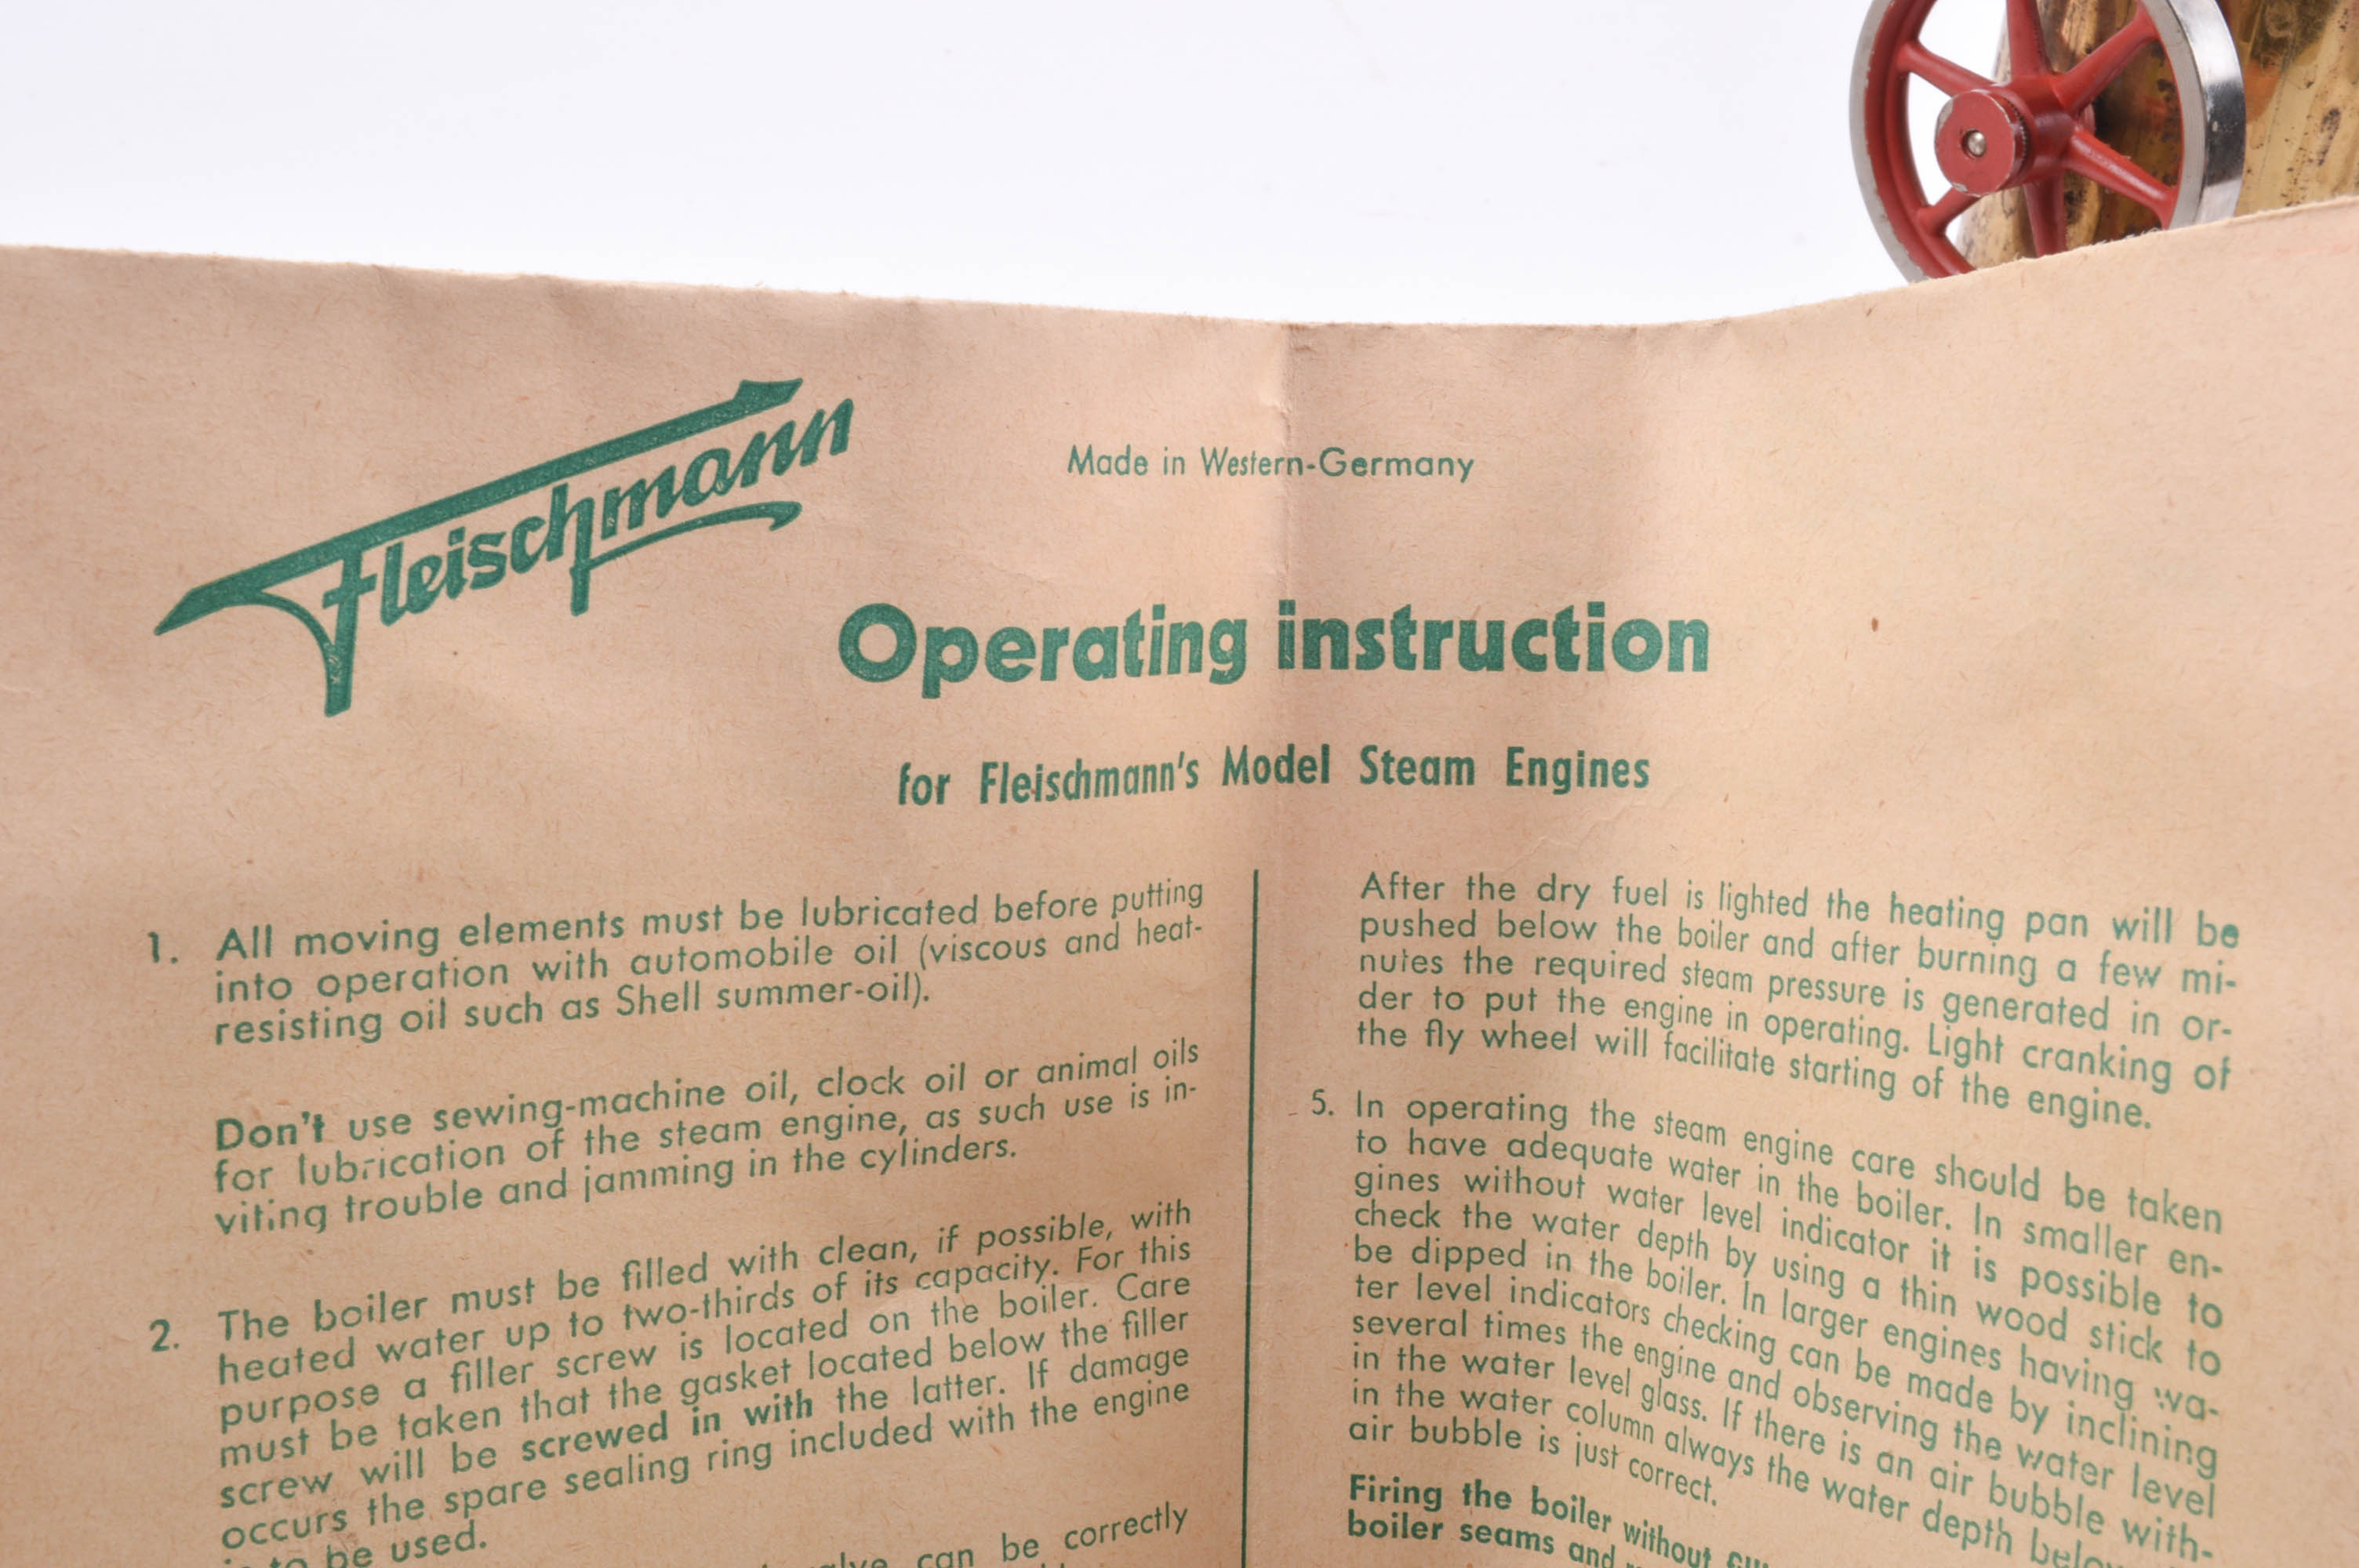 Fleischmann
Made in Western-Germany
Operating instruction
for Fleischmann's Model Steam Engines
1. All moving elements must be lubricated before putting
into operation with automobile oil (viscous and heat-
resisting oil such as Shell summer-oil).
Don't use sewing-machine oil, clock oil or animal oils
for lubrication of the steam engine, as such use is in-
viting trouble and jamming in the cylinders.
2. The boiler must be filled with clean, if possible, with
heated water up to two-thirds of its capacity. For this
purpose a filler screw is located on the boiler. Care
must be taken that the gasket located below the filler
screw will be screwed in with the latter. If damage
occurs the spare sealing ring included with the engine
to be used.
can be correctly
After the dry fuel is lighted the heating pan will be
pushed below the boiler and after burning a few mi-
nutes the required steam pressure is generated in or-
der to put the engine in operating. Light cranking of
the fly wheel will facilitate starting of the engine.
5. In operating the steam engine care should be taken
to have adequate water in the boiler. In smaller en-
gines without water level indicator it is possible to
check the water depth by using a thin wood stick to
be dipped in the boiler. In larger engines having wa-
ter level indicators checking can be made by inclining
several times the engine and observing the water level
in the water level glass. If there is an air bubble with-
in the water column always the water depth
air bubble is just correct.
Firing the boiler without
boiler seams and